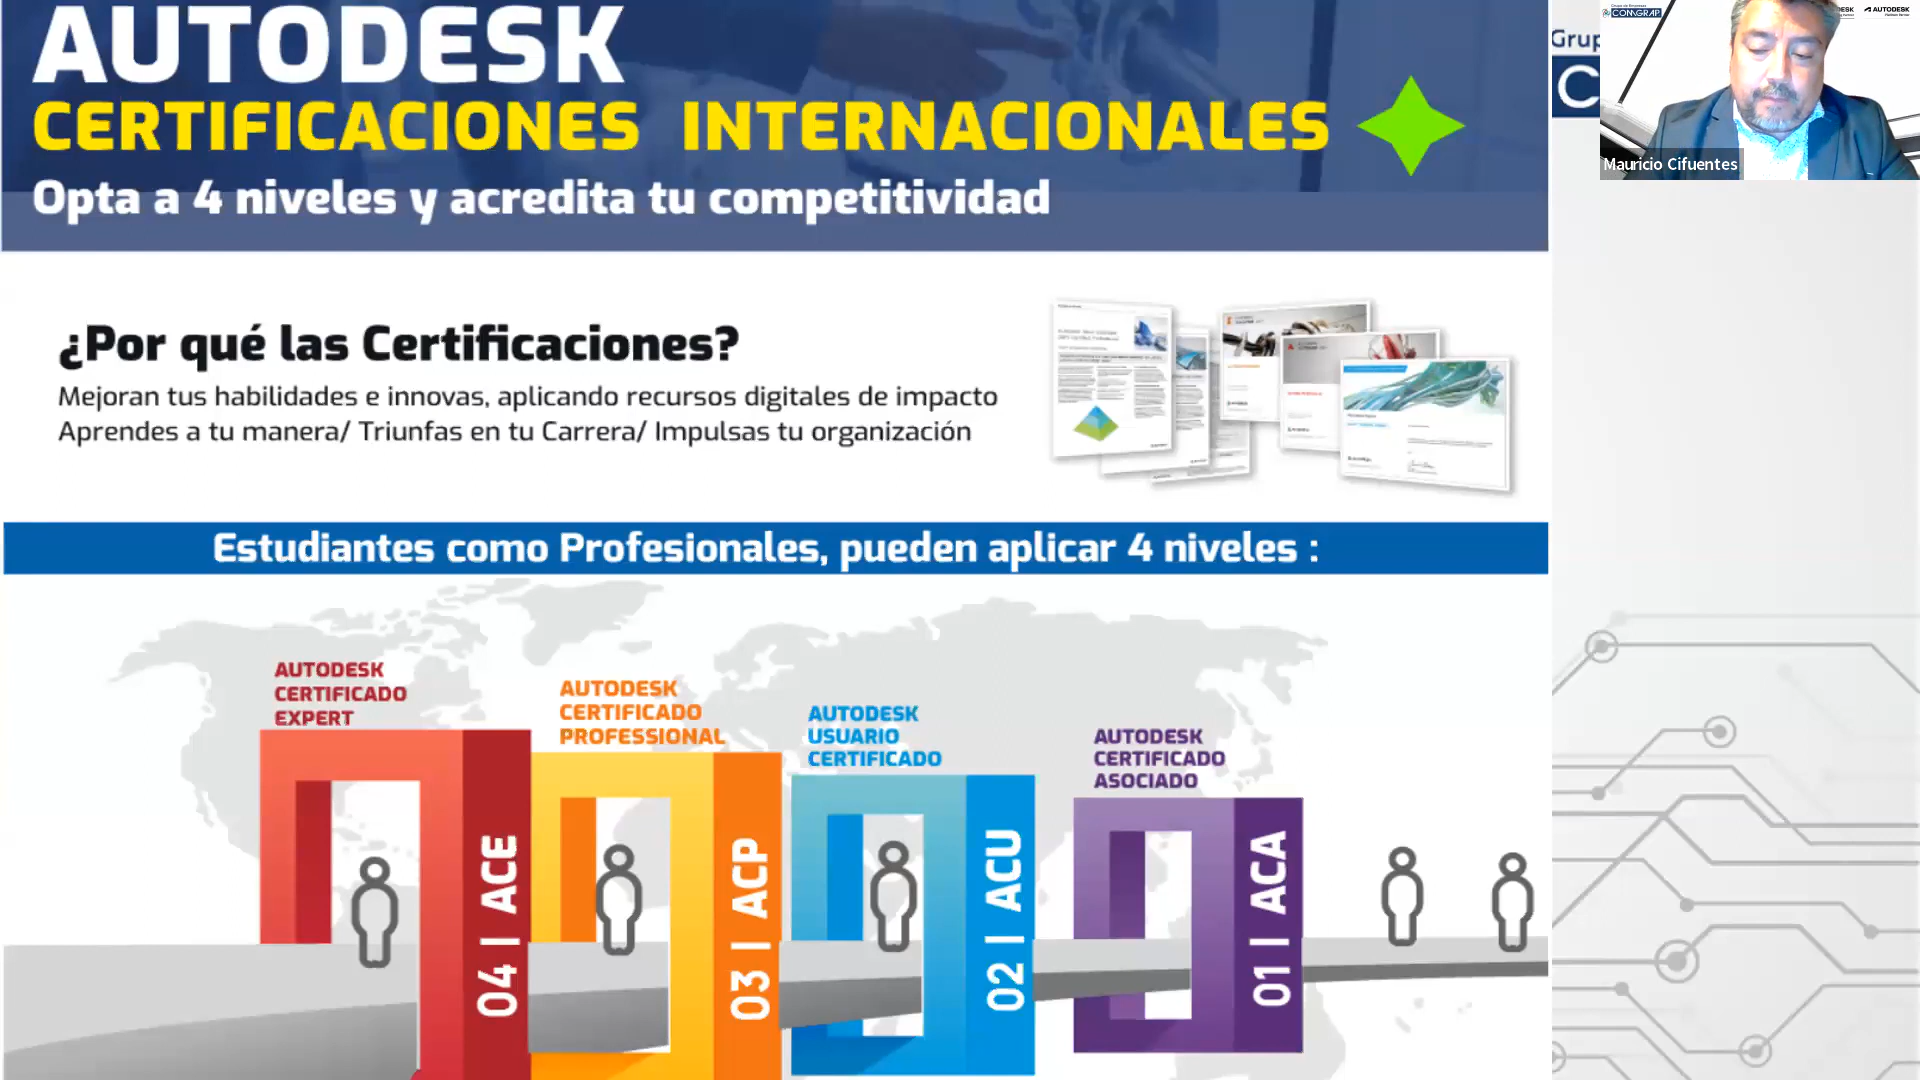 AUTODESK
CERTIFICACIONES INTERNACIONALES
Opta a 4 niveles y acredita tu competitividad
¿Por qué las Certificaciones?
Mejoran tus habilidades e innovas, aplicando recursos digitales de impacto
Aprendes a tu manera/ Triunfas en tu Carrera/ Impulsas tu organización
Estudiantes como Profesionales, pueden aplicar 4 niveles :
AUTODESK
CERTIFICADO
EXPERT
04 | ACE
AUTODESK
CERTIFICADO
PROFESSIONAL
03 | ACP
AUTODESK
USUARIO
CERTIFICADO
02 | ACU
AUTODESK
CERTIFICADO
ASOCIADO
01 | ACA
Grup
C
COMGRAP
AUTODESK
Mauricio Cifuentes